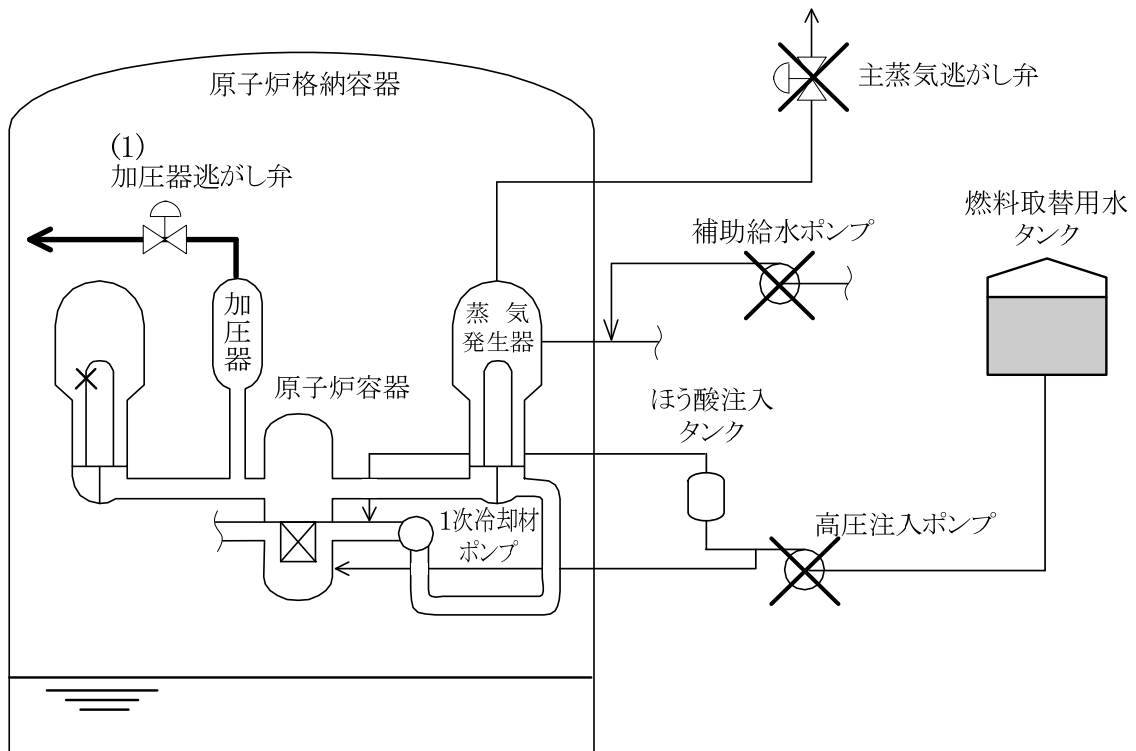 原子炉格納容器
主蒸気逃がし弁
(1)
加圧器逃がし弁
燃料取替用水
タンク
補助給水ポンプ
加圧器
蒸気
発生器
原子炉容器
ほう酸注入
タンク
1次冷却材
ポンプ
高圧注入ポンプ